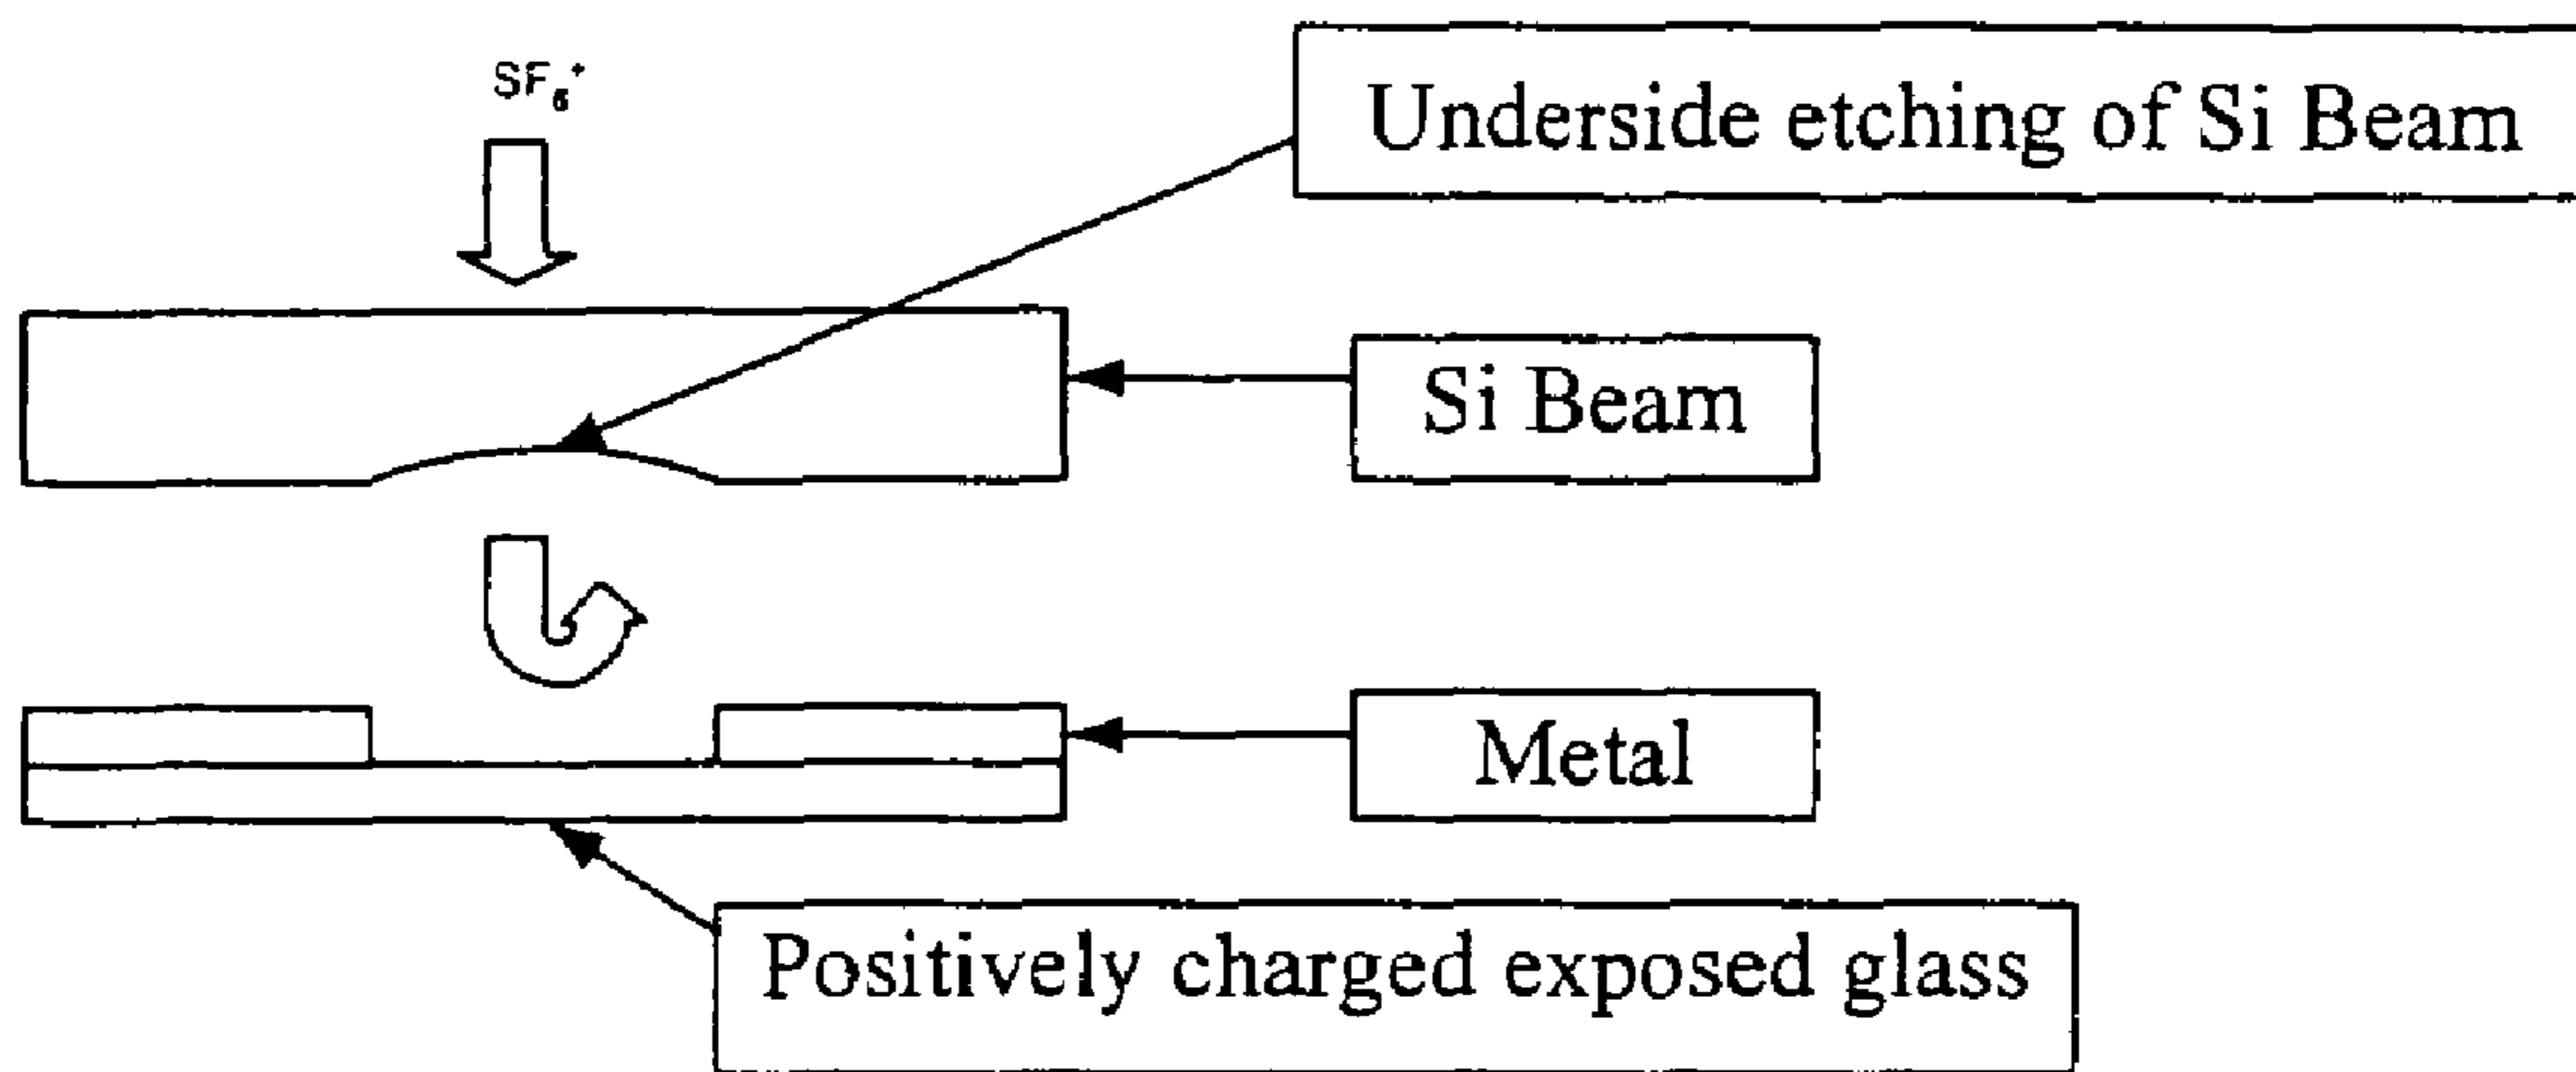 SF₆⁺
Underside etching of Si Beam
Si Beam
Metal
Positively charged exposed glass